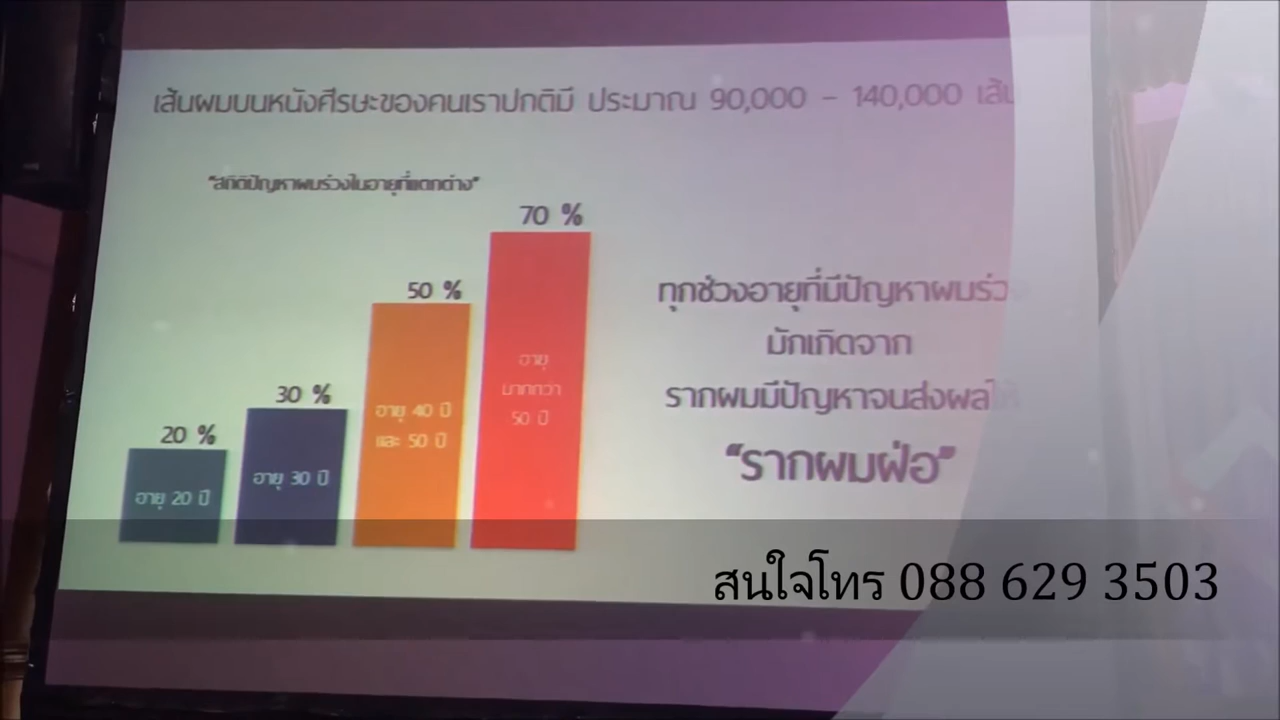 เส้นผมบนหนังศีรษะของคนเราปกติมี ประมาณ 90,000 – 140,000
"สถิติปัญหาผมร่วงในอายุที่แตกต่าง"
70 %
50 %
30 %
20 %
อายุ 20 ปี
อายุ 30 ปี
อายุ 40 ปี
และ 50 ปี
อายุ
มากกว่า
50 ปี
ทุกช่วงอายุที่มีปัญหาผมร่ว
มักเกิดจาก
รากผมมีปัญหาจนส่งผล
"รากผมฝ่อ"
สนใจโทร 088 629 3503